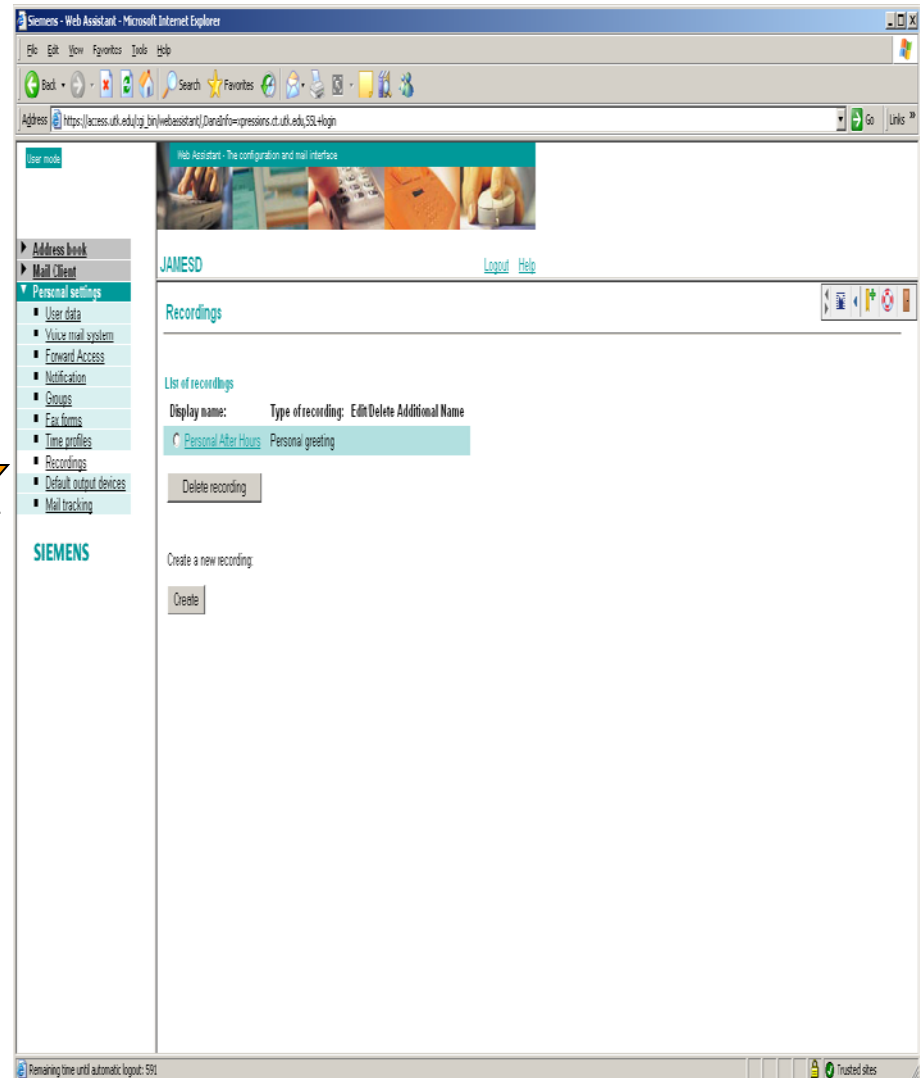 Siemens - Web Assistant - Microsoft Internet Explorer
File Edit View Favorites Tools Help
Back Search Favorites
Address https://access.utk.edu/cgi_bin/webassistant/,DanaInfo=xpressions.ct.utk.edu,SSL+login Go Links »
User mode
Web Assistant - The configuration and mail interface
Address book
Mail Client
Personal settings
User data
Voice mail system
Forward Access
Notification
Groups
Fax forms
Time profiles
Recordings
Default output devices
Mail tracking
SIEMENS
JAMESD Logout Help
Recordings
List of recordings
Display name: Type of recording: Edit Delete Additional Name
Personal After Hours Personal greeting
Delete recording
Create a new recording:
Create
Remaining time until automatic logout: 591 Trusted sites